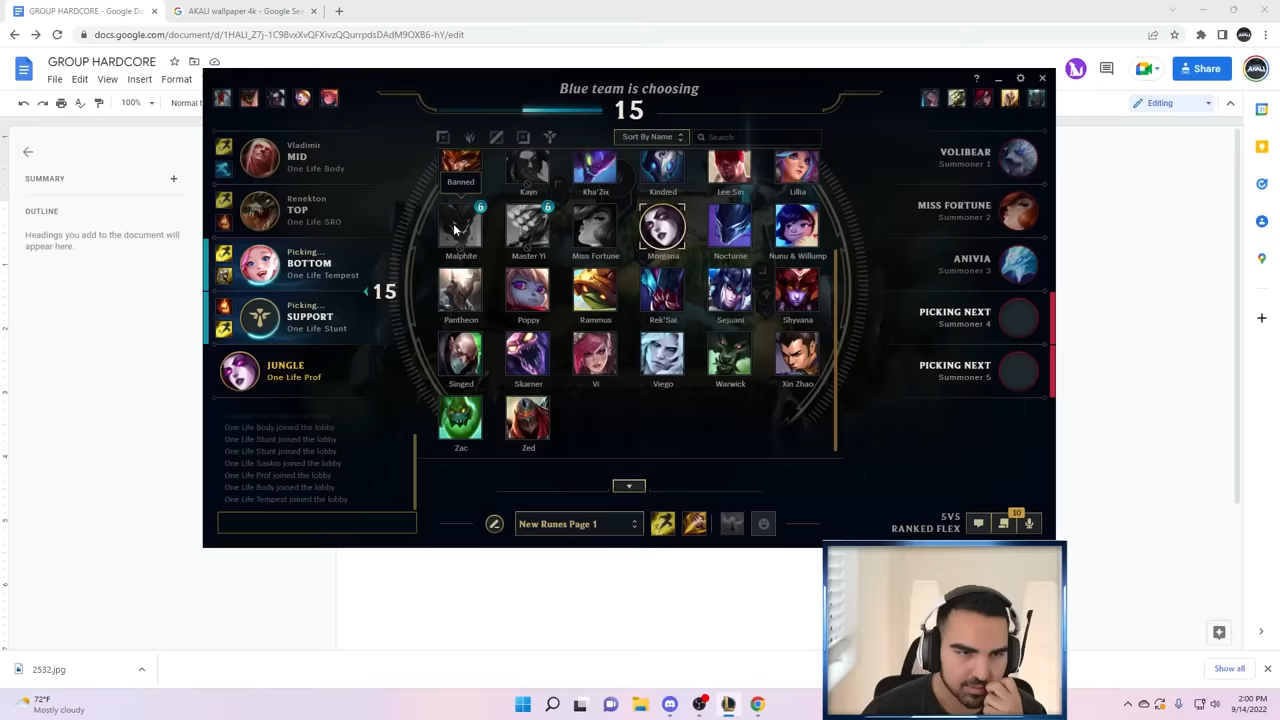 GROUP HARDCORE - Google Do
AKALI wallpaper 4k - Google Sea
docs.google.com/document/d/1HALI_Z7j-1C9BvxXvQFXivzQQurrpdsDAdM9OXB6-hY/edit
GROUP HARDCORE
File Edit View Insert Format
Share
100%
Normal t
Editing
SUMMARY
OUTLINE
Headings you add to the document will
appear here.
Blue team is choosing
15
Sort By Name
Search
Vladimir
MID
One Life Body
Renekton
TOP
One Life SRO
Picking...
BOTTOM
One Life Tempest
15
Picking...
SUPPORT
One Life Stunt
JUNGLE
One Life Prof
Banned
Kayn
Kha'Zix
Kindred
Lee Sin
Lillia
Malphite
Master Yi
Miss Fortune
Morgana
Nocturne
Nunu & Willump
Pantheon
Poppy
Rammus
Rek'Sai
Sejuani
Shyvana
Singed
Skarner
Vi
Viego
Warwick
Xin Zhao
Zac
Zed
VOLIBEAR
Summoner 1
MISS FORTUNE
Summoner 2
ANIVIA
Summoner 3
PICKING NEXT
Summoner 4
PICKING NEXT
Summoner 5
One Life Body joined the lobby
One Life Stunt joined the lobby
One Life Stunt joined the lobby
One Life Saskio joined the lobby
One Life Prof joined the lobby
One Life Body joined the lobby
One Life Tempest joined the lobby
New Runes Page 1
5V5
RANKED FLEX
10
2532.jpg
Show all
72°F
Mostly cloudy
2:00 PM
9/14/2022